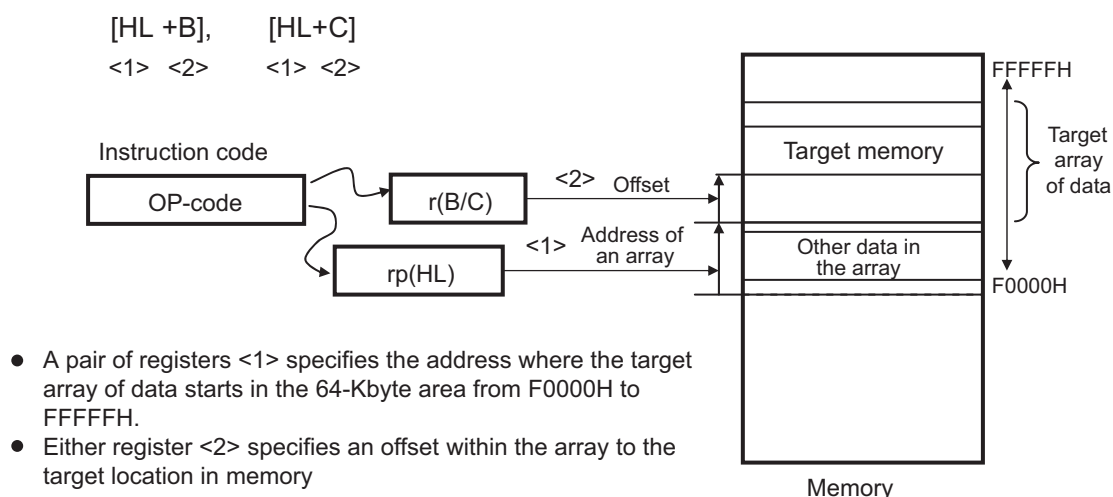 [HL +B], [HL+C]
<1> <2> <1> <2>
FFFFFH
Target
array
of data
Instruction code
OP-code
r(B/C)
<2> Offset
Target memory
rp(HL)
<1> Address of
an array
Other data in
the array
F0000H
● A pair of registers <1> specifies the address where the target
array of data starts in the 64-Kbyte area from F0000H to
FFFFFH.
● Either register <2> specifies an offset within the array to the
target location in memory
Memory